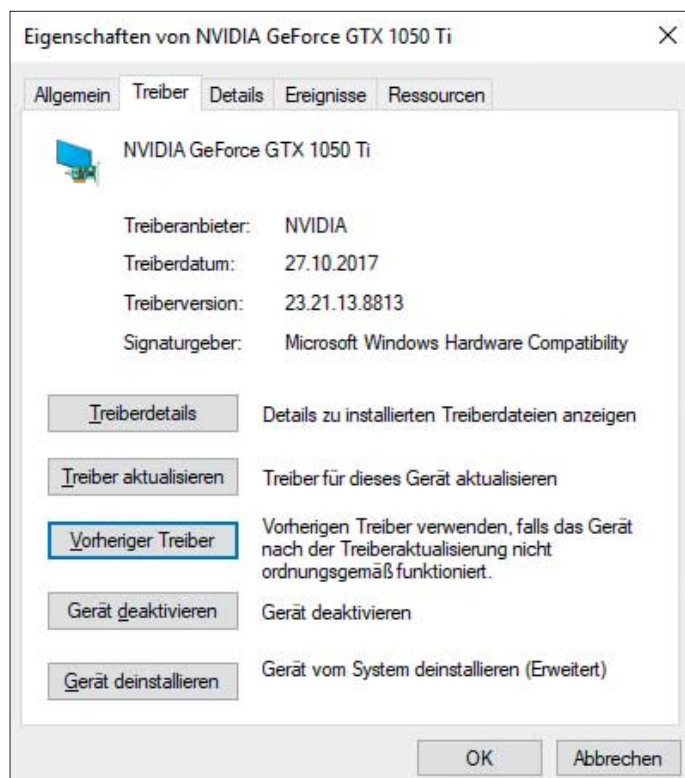 Eigenschaften von NVIDIA GeForce GTX 1050 Ti
Allgemein Treiber Details Ereignisse Ressourcen
NVIDIA GeForce GTX 1050 Ti
Treiberanbieter: NVIDIA
Treiberdatum: 27.10.2017
Treiberversion: 23.21.13.8813
Signaturgeber: Microsoft Windows Hardware Compatibility
Treiberdetails Details zu installierten Treiberdateien anzeigen
Treiber aktualisieren Treiber für dieses Gerät aktualisieren
Vorheriger Treiber Vorherigen Treiber verwenden, falls das Gerät
nach der Treiberaktualisierung nicht
ordnungsgemäß funktioniert.
Gerät deaktivieren Gerät deaktivieren
Gerät deinstallieren Gerät vom System deinstallieren (Erweitert)
OK Abbrechen